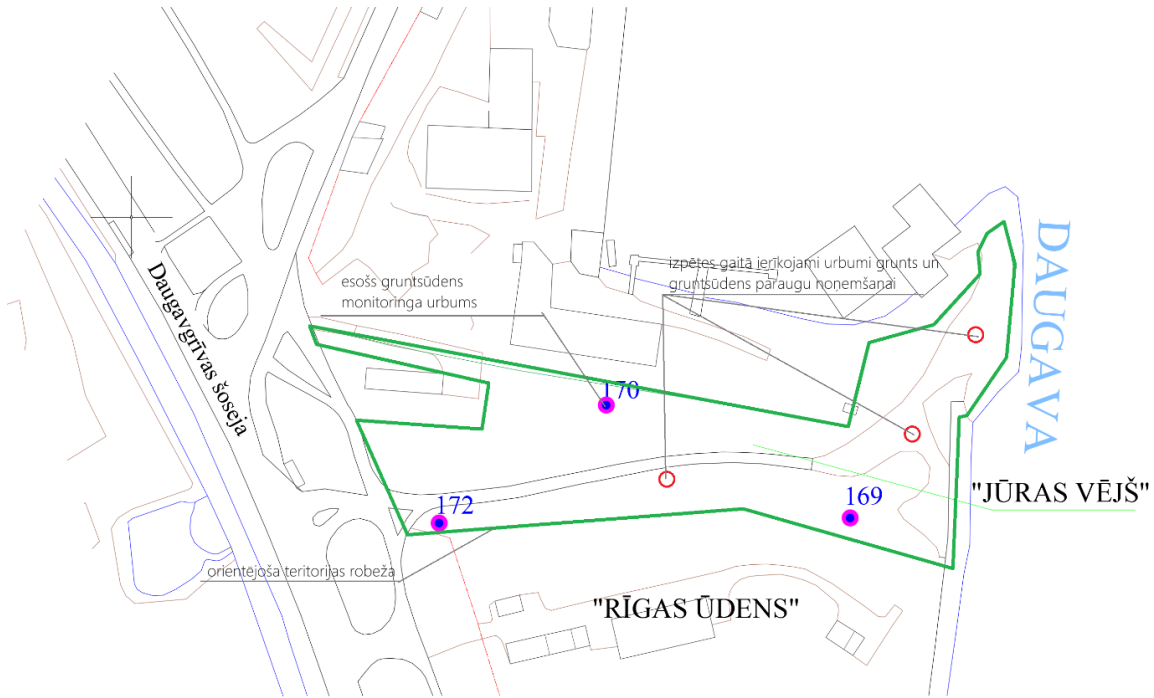 izpētes gaitā ierīkojami urbumi grunts un
gruntsūdens paraugu noņemšanai
esošs gruntsūdens
monitoringa urbums
Daugavgrīvas šoseja
DAUGAVA
170
172
169
"JŪRAS VĒJŠ"
orientējoša teritorijas robeža
"RĪGAS ŪDENS"